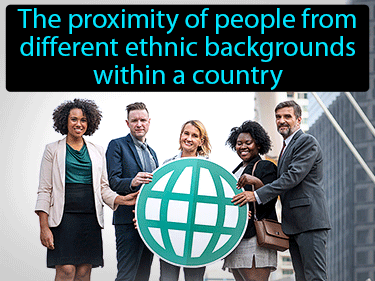 The proximity of people from
different ethnic backgrounds
within a country